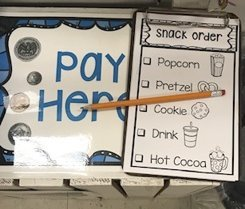 Pay
Here
snack order
Popcorn
Pretzel
Cookie
Drink
Hot Cocoa